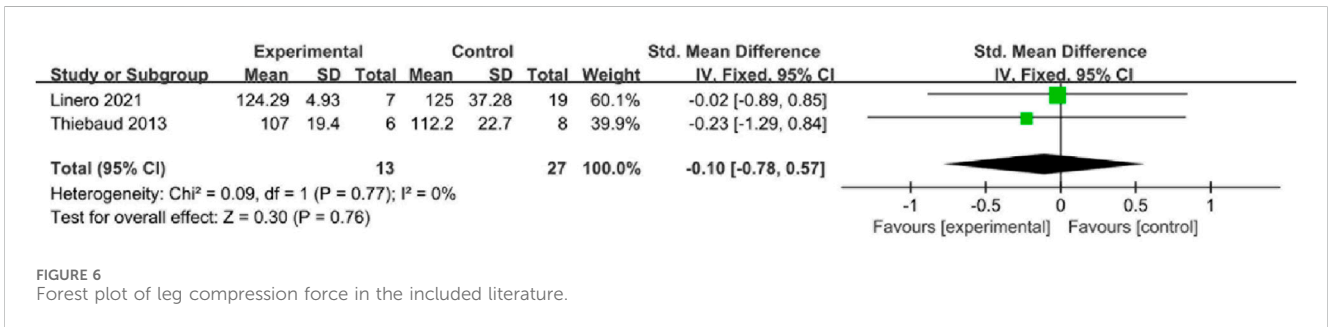 Experimental Control Std. Mean Difference Std. Mean Difference
Study or Subgroup Mean SD Total Mean SD Total Weight IV, Fixed, 95% CI IV, Fixed, 95% CI
Linero 2021 124.29 4.93 7 125 37.28 19 60.1% -0.02 [-0.89, 0.85]
Thiebaud 2013 107 19.4 6 112.2 22.7 8 39.9% -0.23 [-1.29, 0.84]
Total (95% CI) 13 27 100.0% -0.10 [-0.78, 0.57]
Heterogeneity: Chi² = 0.09, df = 1 (P = 0.77); I² = 0%
Test for overall effect: Z = 0.30 (P = 0.76)
-1 -0.5 0 0.5 1
Favours [experimental] Favours [control]
FIGURE 6
Forest plot of leg compression force in the included literature.